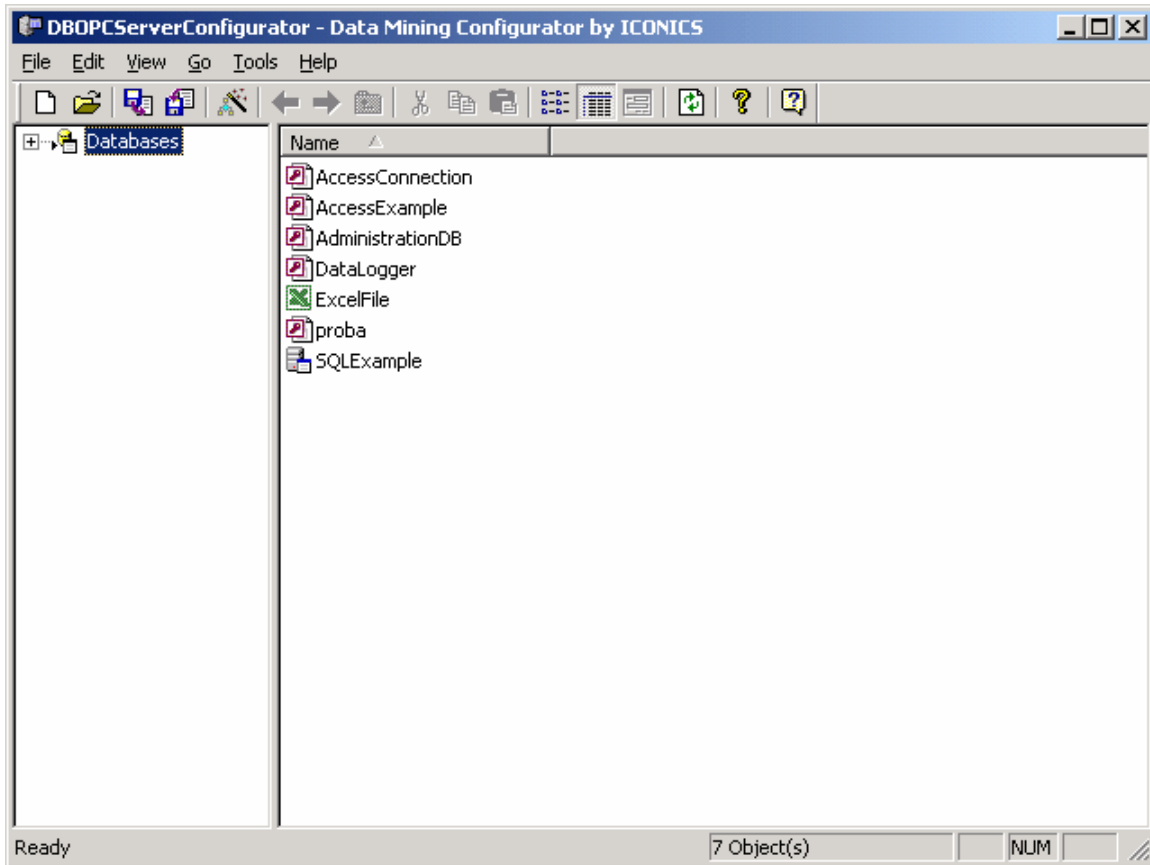 DBOPCServerConfigurator - Data Mining Configurator by ICONICS
File Edit View Go Tools Help
Databases
Name
AccessConnection
AccessExample
AdministrationDB
DataLogger
ExcelFile
proba
SQLExample
Ready 7 Object(s) NUM